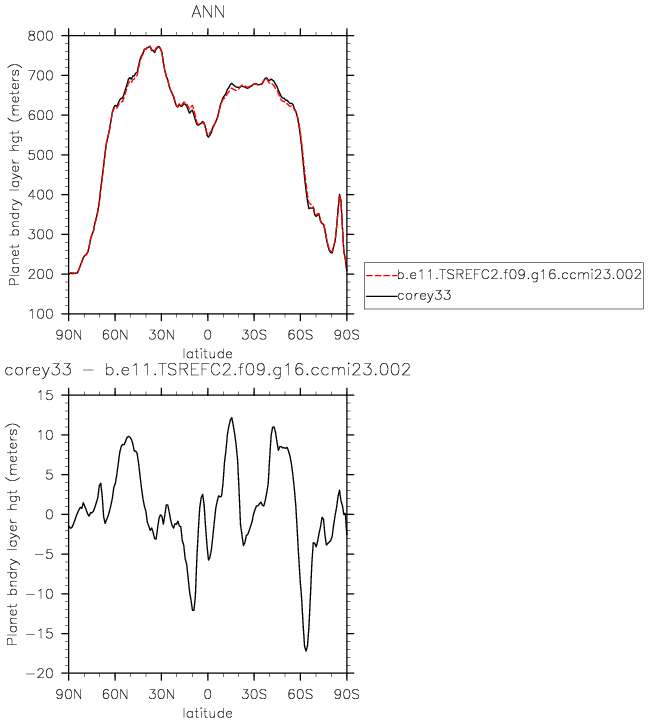 ANN
800
700
600
500
400
300
200
100
Planet bndry layer hgt (meters)
90N 60N 30N 0 30S 60S 90S
latitude
b.e11.TSREFC2.f09.g16.ccmi23.002
corey33
corey33 − b.e11.TSREFC2.f09.g16.ccmi23.002
15
10
5
0
−5
−10
−15
−20
Planet bndry layer hgt (meters)
90N 60N 30N 0 30S 60S 90S
latitude